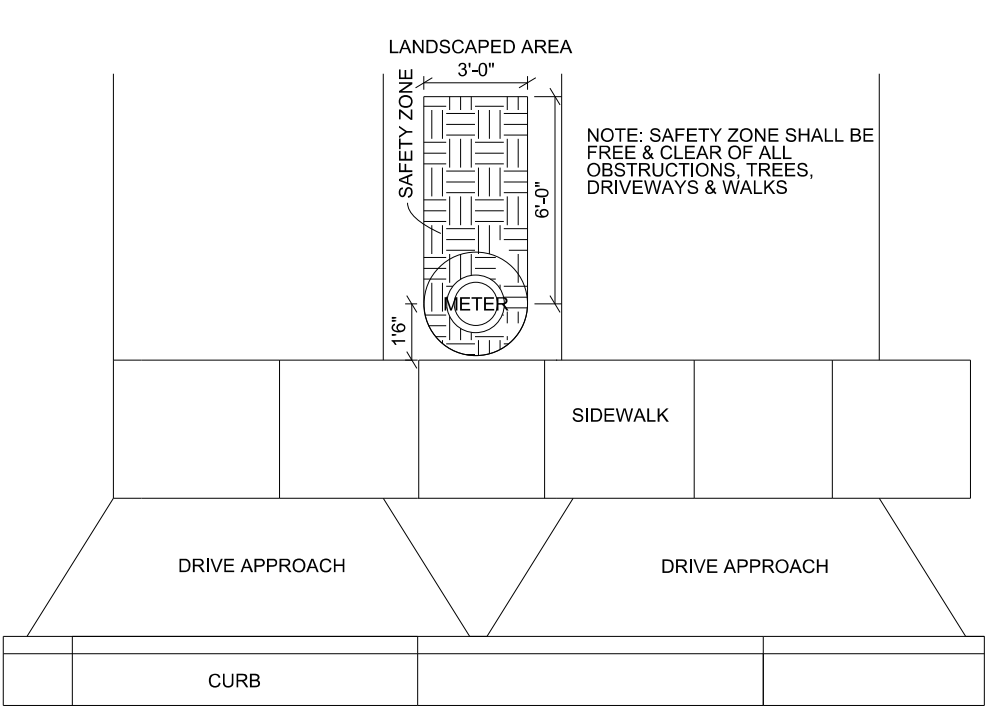 LANDSCAPED AREA
3'-0"
SAFETY ZONE
NOTE: SAFETY ZONE SHALL BE
FREE & CLEAR OF ALL
OBSTRUCTIONS, TREES,
DRIVEWAYS & WALKS
6'-0"
METER
1'6"
SIDEWALK
DRIVE APPROACH
DRIVE APPROACH
CURB